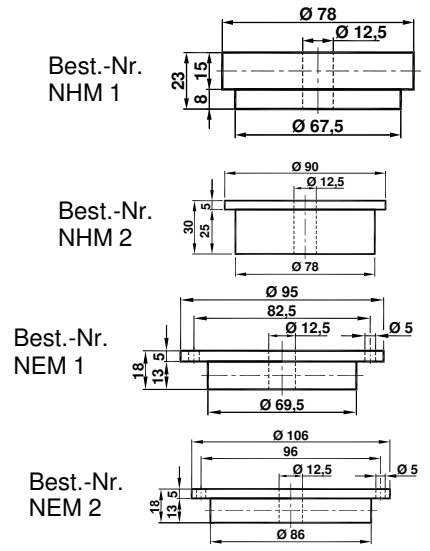 Ø 78
Ø 12,5
Best.-Nr.
NHM 1
23
15
8
Ø 67,5
Ø 90
Ø 12,5
Best.-Nr.
NHM 2
30
5
25
Ø 78
Ø 95
82,5
Ø 12,5
Ø 5
Best.-Nr.
NEM 1
18
5
13
Ø 69,5
Ø 106
96
Ø 12,5
Ø 5
Best.-Nr.
NEM 2
18
5
13
Ø 86